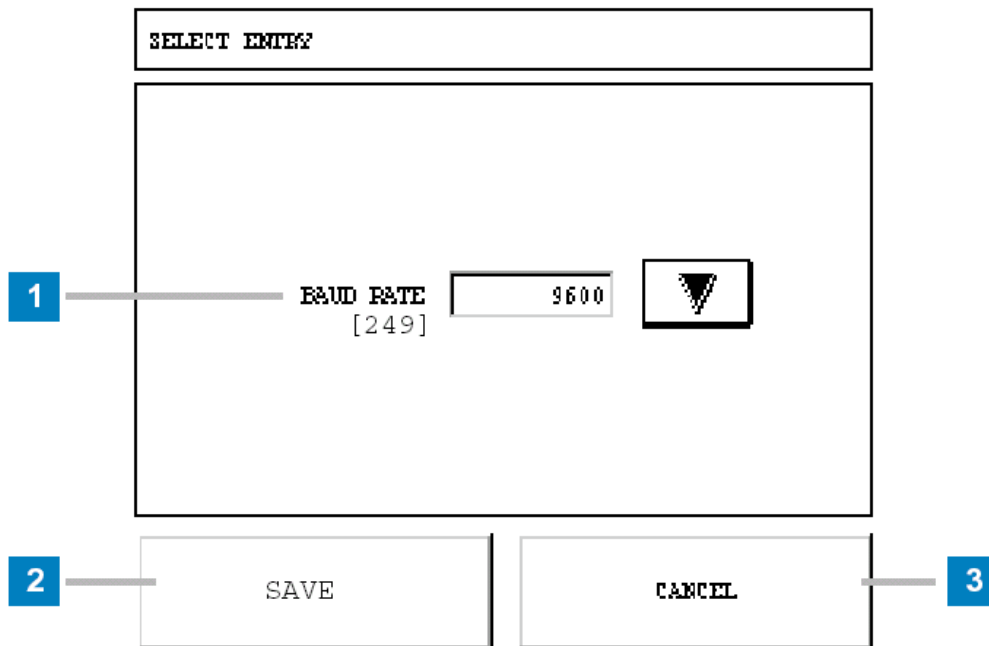 SELECT ENTRY
1
BAUD RATE 9600
[249]
2
SAVE
CANCEL
3